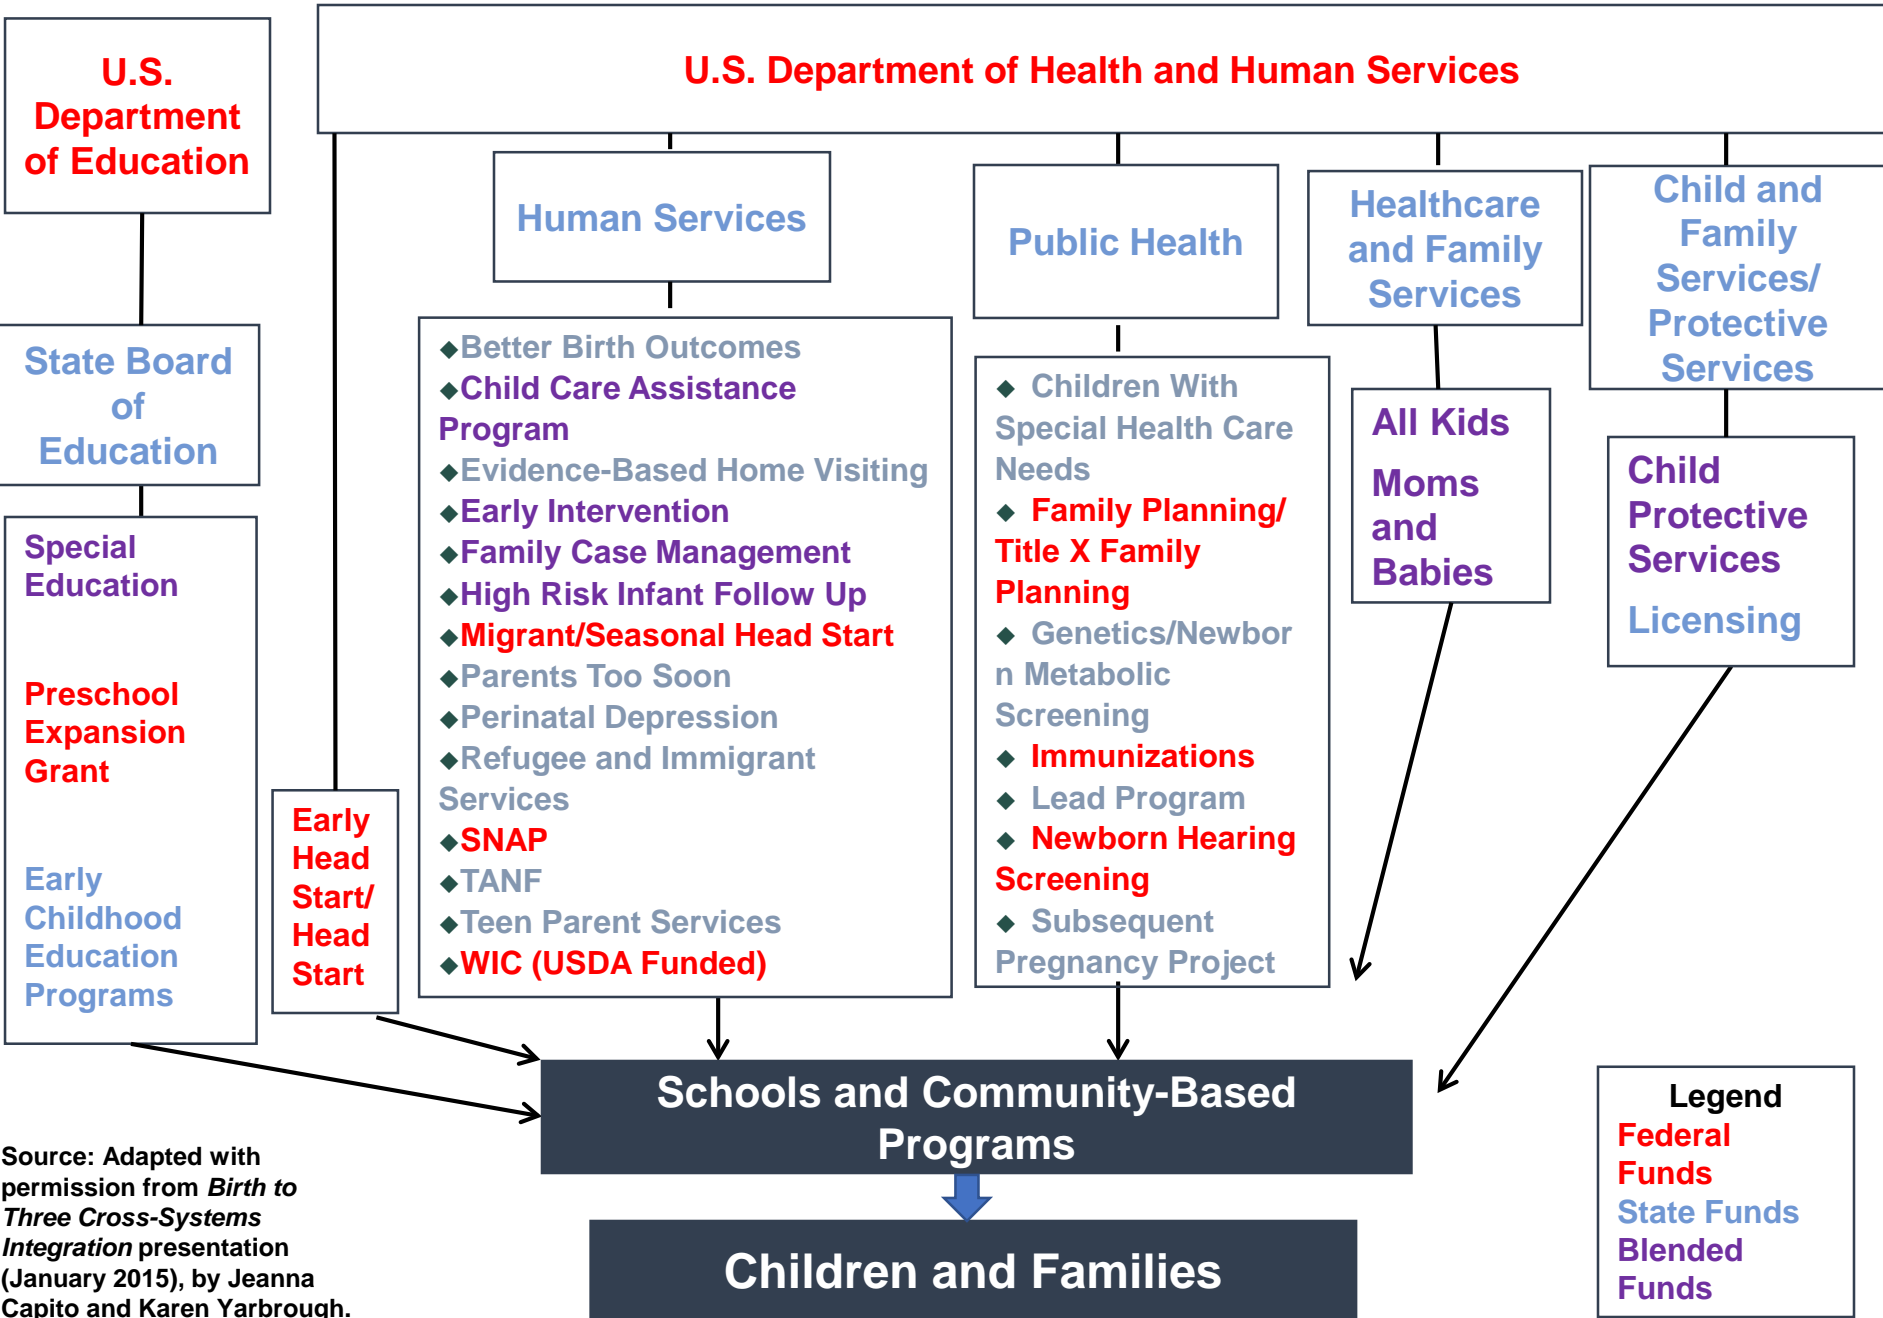 U.S.
Department
of Education
U.S. Department of Health and Human Services
State Board
of
Education
Special
Education
Preschool
Expansion
Grant
Early
Childhood
Education
Programs
Early
Head
Start/
Head
Start
Human Services
◆Better Birth Outcomes
◆Child Care Assistance
Program
◆Evidence-Based Home Visiting
◆Early Intervention
◆Family Case Management
◆High Risk Infant Follow Up
◆Migrant/Seasonal Head Start
◆Parents Too Soon
◆Perinatal Depression
◆Refugee and Immigrant
Services
◆SNAP
◆TANF
◆Teen Parent Services
◆WIC (USDA Funded)
Public Health
◆ Children With
Special Health Care
Needs
◆ Family Planning/
Title X Family
Planning
◆ Genetics/Newbor
n Metabolic
Screening
◆ Immunizations
◆ Lead Program
◆ Newborn Hearing
Screening
◆ Subsequent
Pregnancy Project
Healthcare
and Family
Services
All Kids
Moms
and
Babies
Child and
Family
Services/
Protective
Services
Child
Protective
Services
Licensing
Schools and Community-Based
Programs
Children and Families
Legend
Federal
Funds
State Funds
Blended
Funds
Source: Adapted with
permission from Birth to
Three Cross-Systems
Integration presentation
(January 2015), by Jeanna
Capito and Karen Yarbrough.